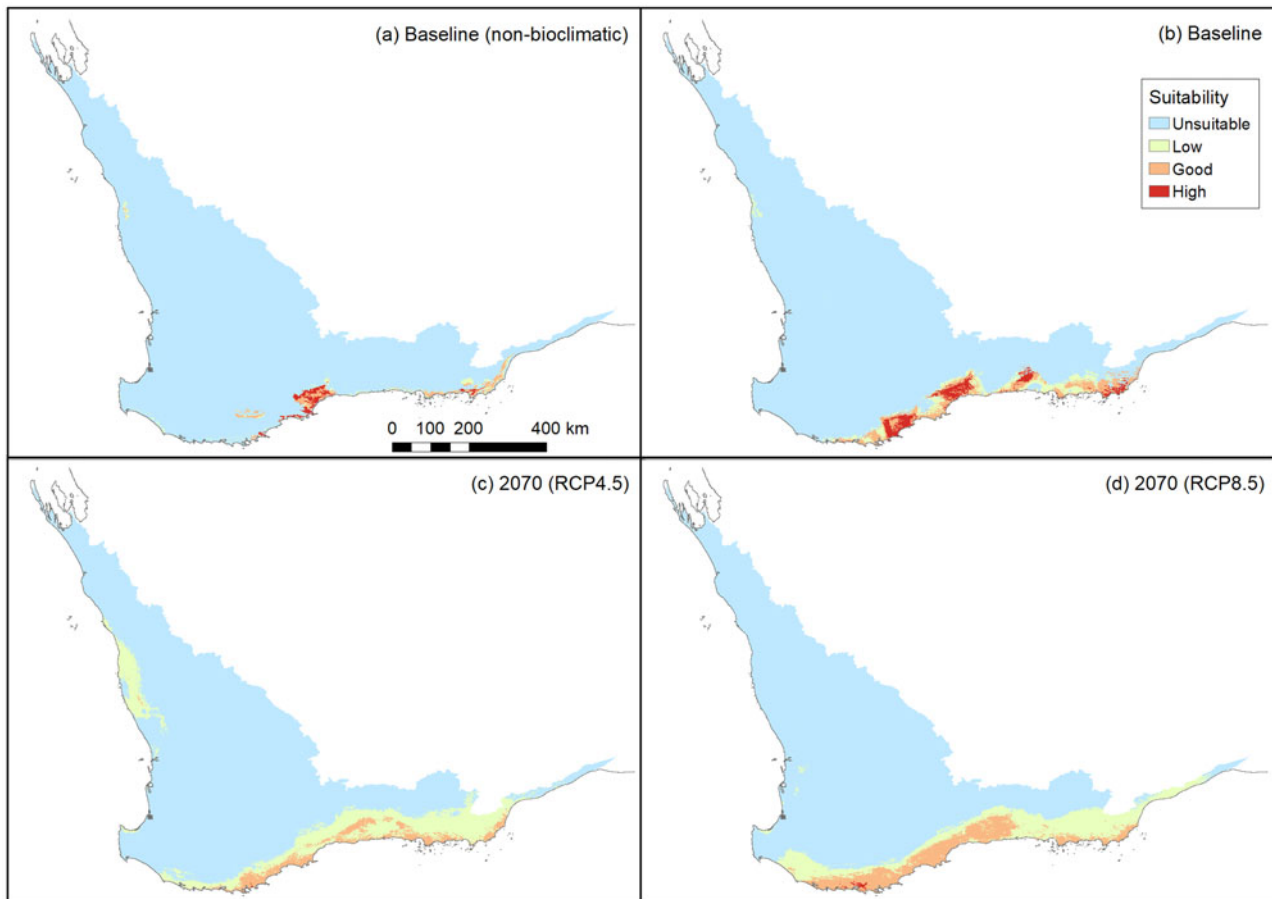 (a) Baseline (non-bioclimatic)
(b) Baseline
Suitability
Unsuitable
Low
Good
High
0 100 200 400 km
(c) 2070 (RCP4.5)
(d) 2070 (RCP8.5)